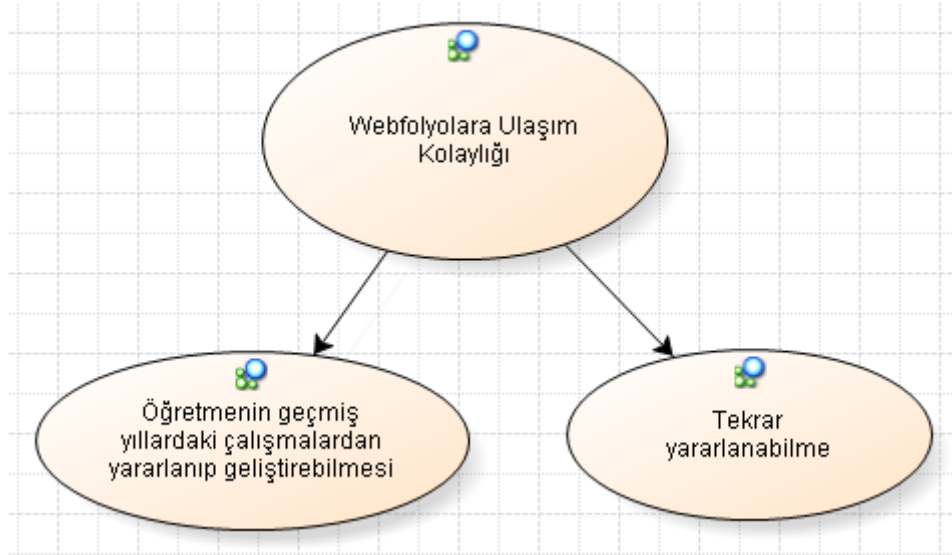 Webfolyolara Ulaşım
Kolaylığı
Öğretmenin geçmiş
yıllardaki çalışmalardan
yararlanıp geliştirebilmesi
Tekrar
yararlanabilme